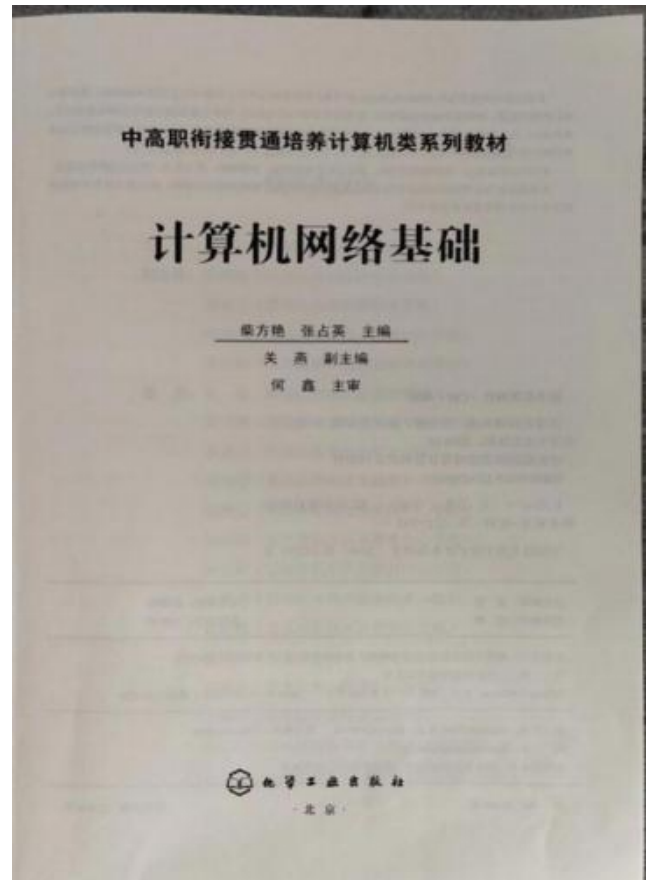 中高职衔接贯通培养计算机类系列教材
计算机网络基础
柴方艳 张占英 主编
关 燕 副主编
何 鑫 主审
化学工业出版社
·北京·